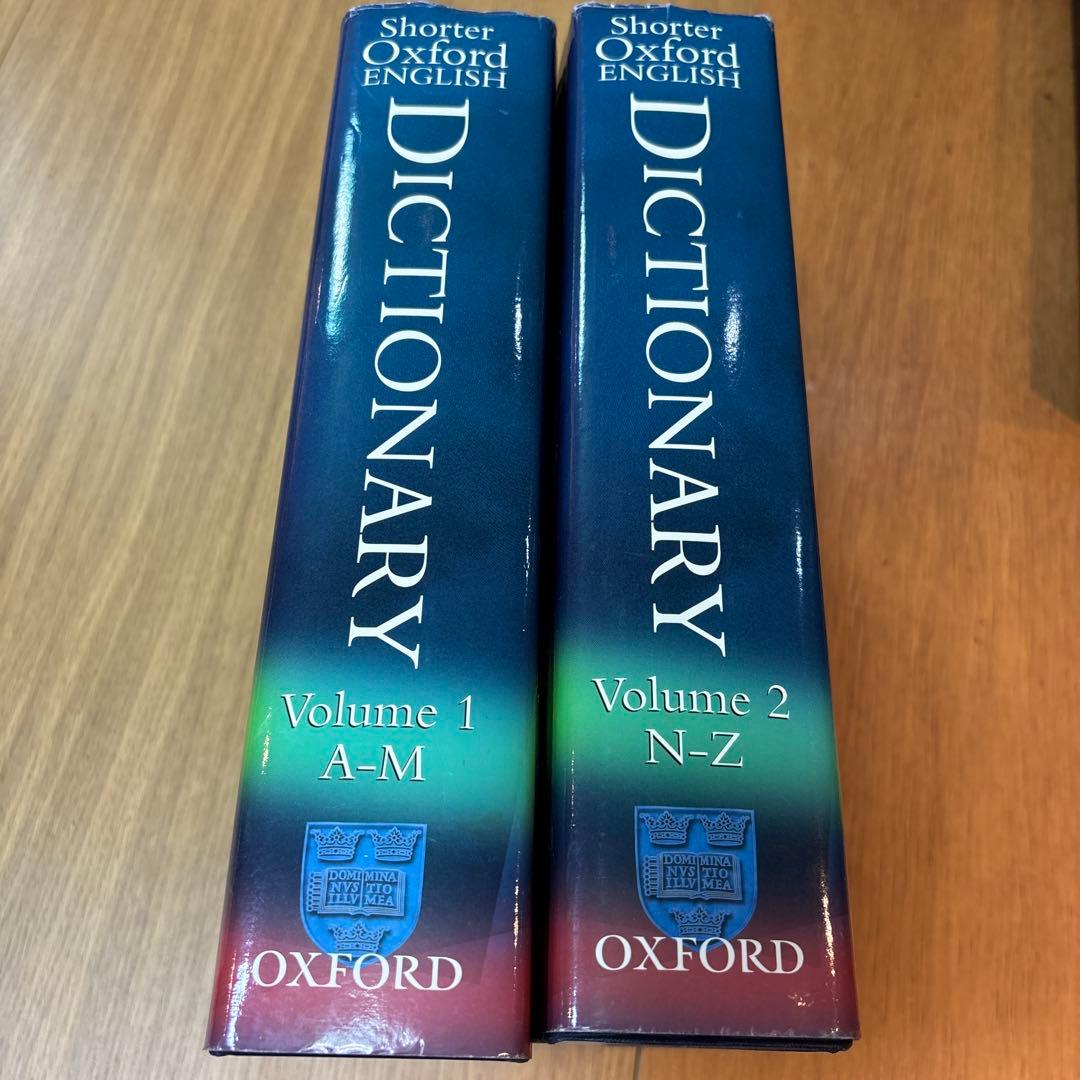 Shorter
Oxford
ENGLISH
DICTIONARY
Volume 1
A–M
DOMI MINA
NVS TIO
ILLV MEA
OXFORD
Shorter
Oxford
ENGLISH
DICTIONARY
Volume 2
N–Z
DOMI MINA
NVS TIO
ILLV MEA
OXFORD